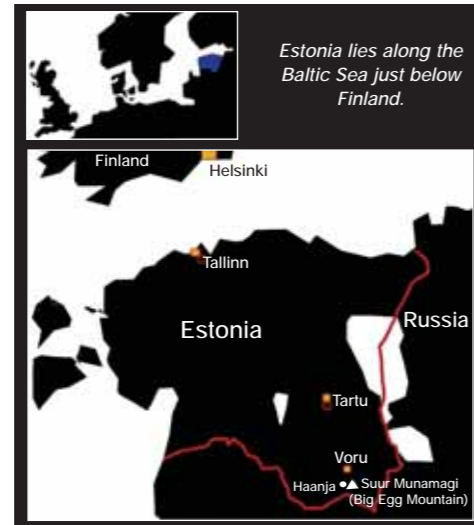 Estonia lies along the
Baltic Sea just below
Finland.
Finland
Helsinki
Tallinn
Estonia
Russia
Tartu
Voru
Haanja
Suur Munamagi
(Big Egg Mountain)